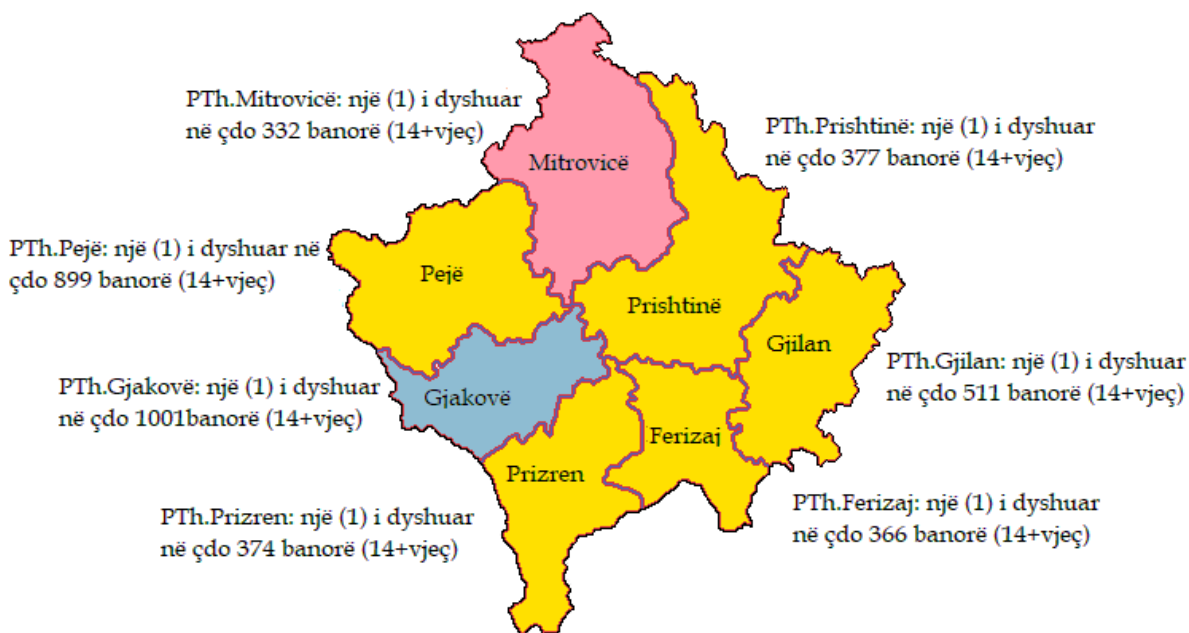 PTh.Mitrovicë: një (1) i dyshuar
në çdo 332 banorë (14+vjeç)
PTh.Prishtinë: një (1) i dyshuar
në çdo 377 banorë (14+vjeç)
Mitrovicë
PTh.Pejë: një (1) i dyshuar në
çdo 899 banorë (14+vjeç)
Pejë
Prishtinë
Gjilan
PTh.Gjilan: një (1) i dyshuar
në çdo 511 banorë (14+vjeç)
PTh.Gjakovë: një (1) i dyshuar
në çdo 1001banorë (14+vjeç)
Gjakovë
Ferizaj
Prizren
PTh.Prizren: një (1) i dyshuar
në çdo 374 banorë (14+vjeç)
PTh.Ferizaj: një (1) i dyshuar
në çdo 366 banorë (14+vjeç)